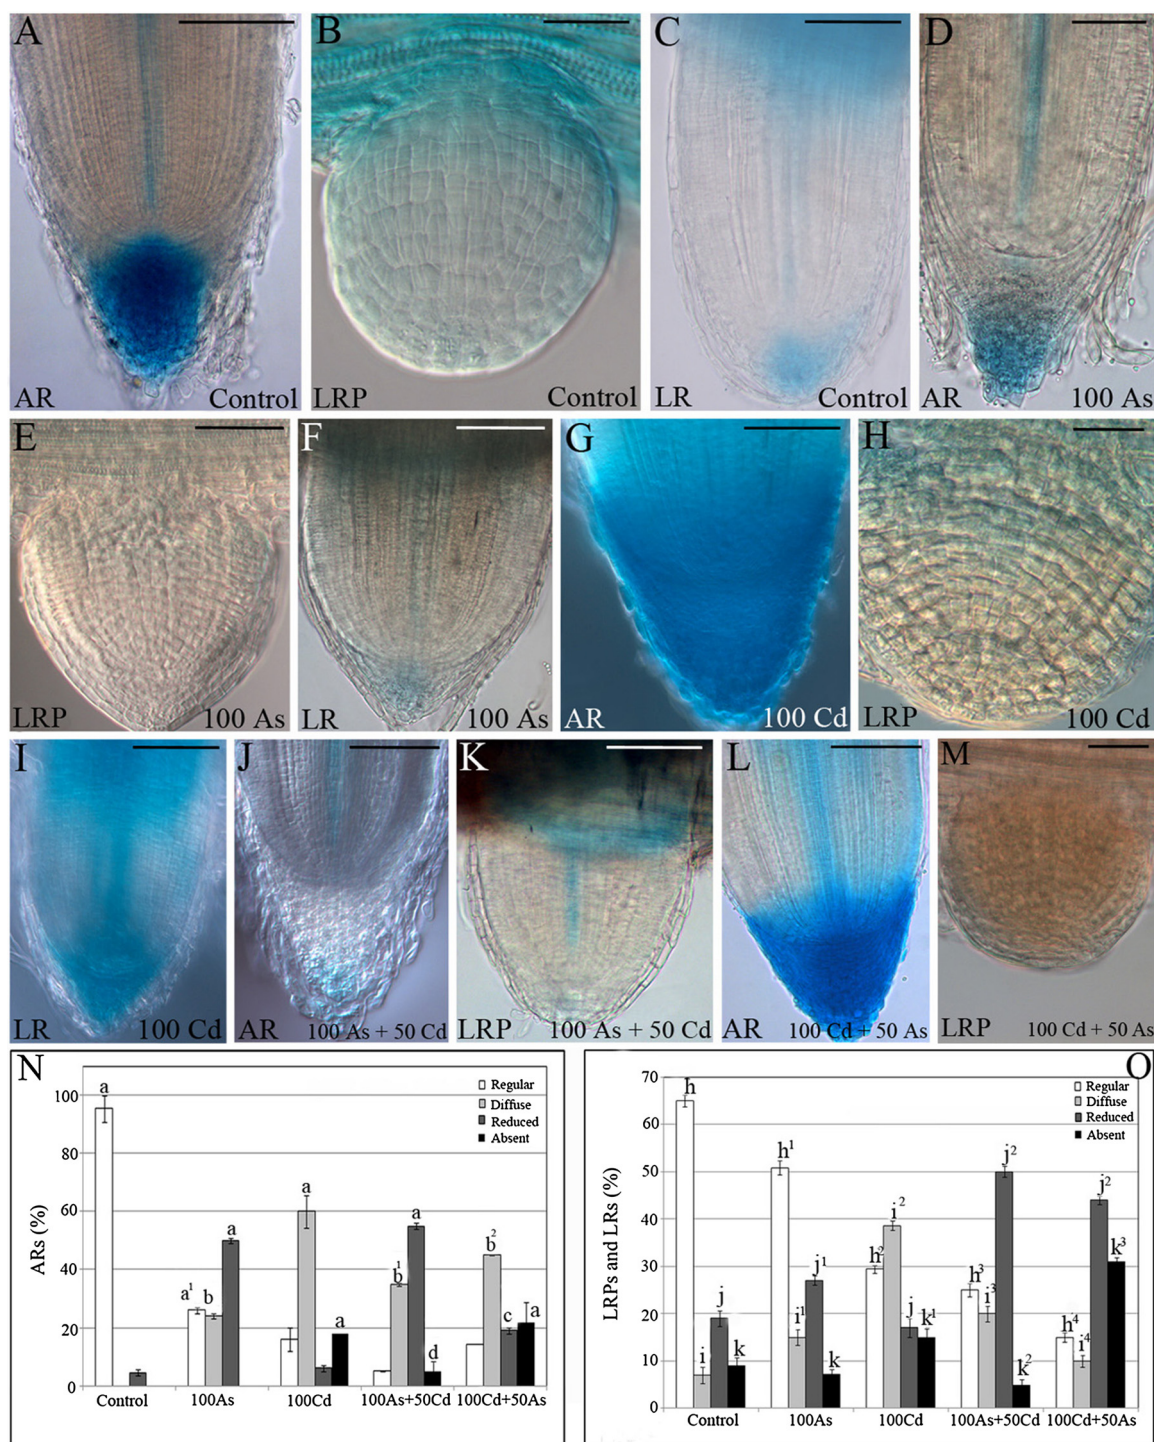 A
B
C
D
AR
Control
LRP
Control
LR
Control
AR
100 As
E
F
G
H
LRP
100 As
LR
100 As
AR
100 Cd
LRP
100 Cd
I
J
K
L
M
LR
100 Cd
AR
100 As + 50 Cd
LRP
100 As + 50 Cd
AR
100 Cd + 50 As
LRP
100 Cd + 50 As
N
ARs (%)
100
80
60
40
20
0
Regular
Diffuse
Reduced
Absent
a
a¹
b
a
a
a
b¹
a
d
b²
c
a
Control
100As
100Cd
100As+50Cd
100Cd+50As
O
LRPs and LRs (%)
70
60
50
40
30
20
10
0
Regular
Diffuse
Reduced
Absent
h
i
j
k
h¹
i¹
j¹
k
h²
i²
j
k¹
h³
i³
j²
k²
h⁴
i⁴
j²
k³
Control
100As
100Cd
100As+50Cd
100Cd+50As